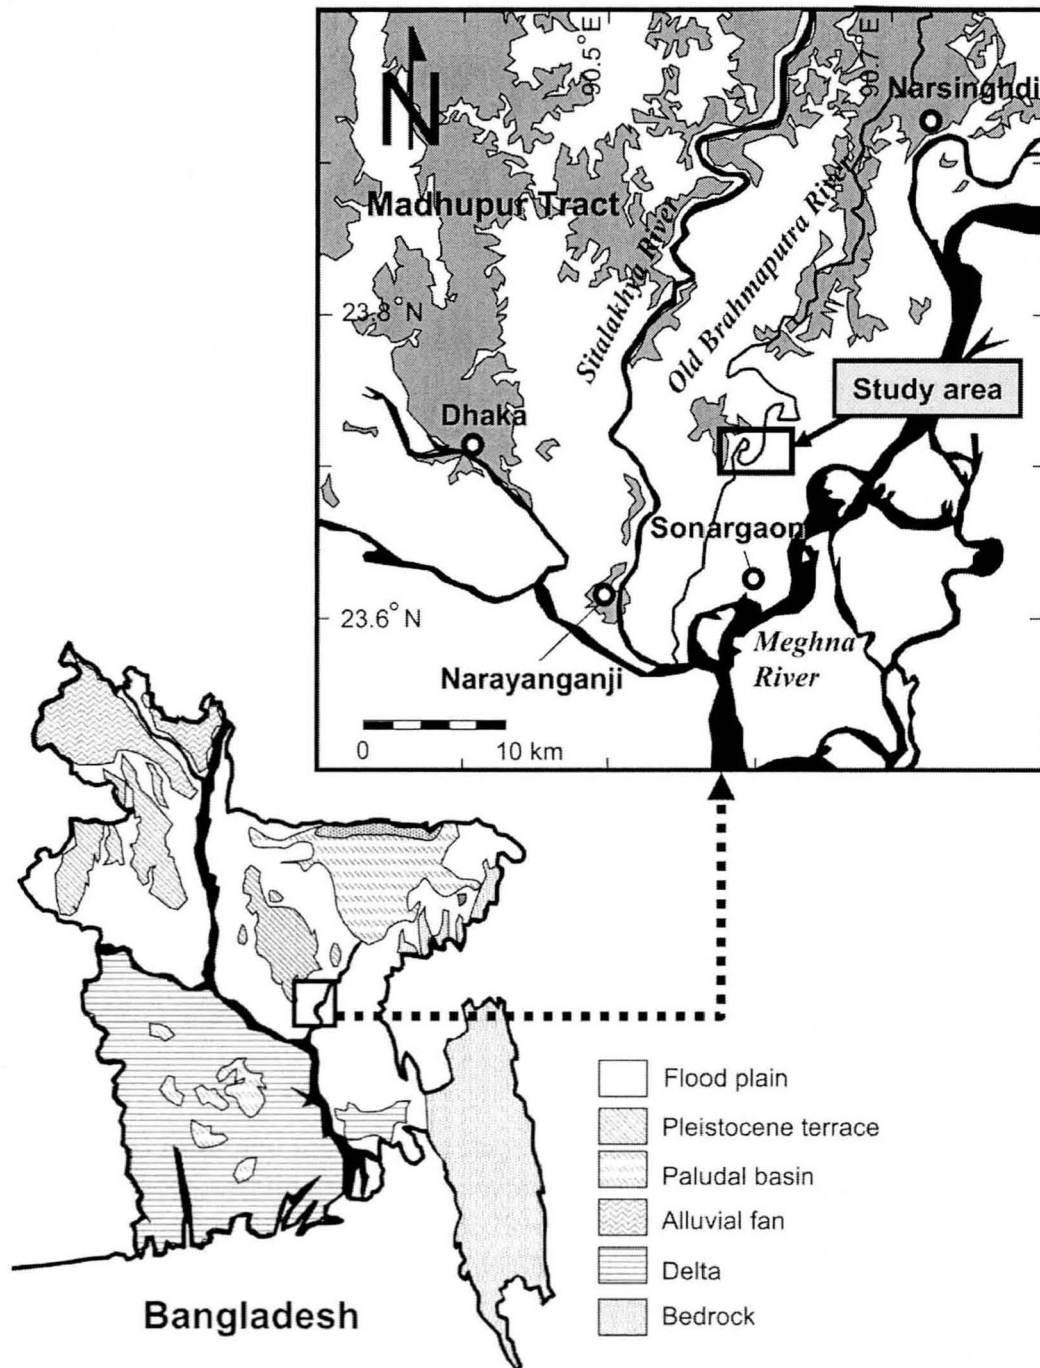 90.5°E
90.7°E
N
Narsinghdi
Madhupur Tract
Sitalakhya River
Old Brahmaputra River
23.8°N
Study area
Dhaka
Sonargaon
23.6°N
Meghna
River
Narayanganji
0 10 km
Flood plain
Pleistocene terrace
Paludal basin
Alluvial fan
Delta
Bedrock
Bangladesh